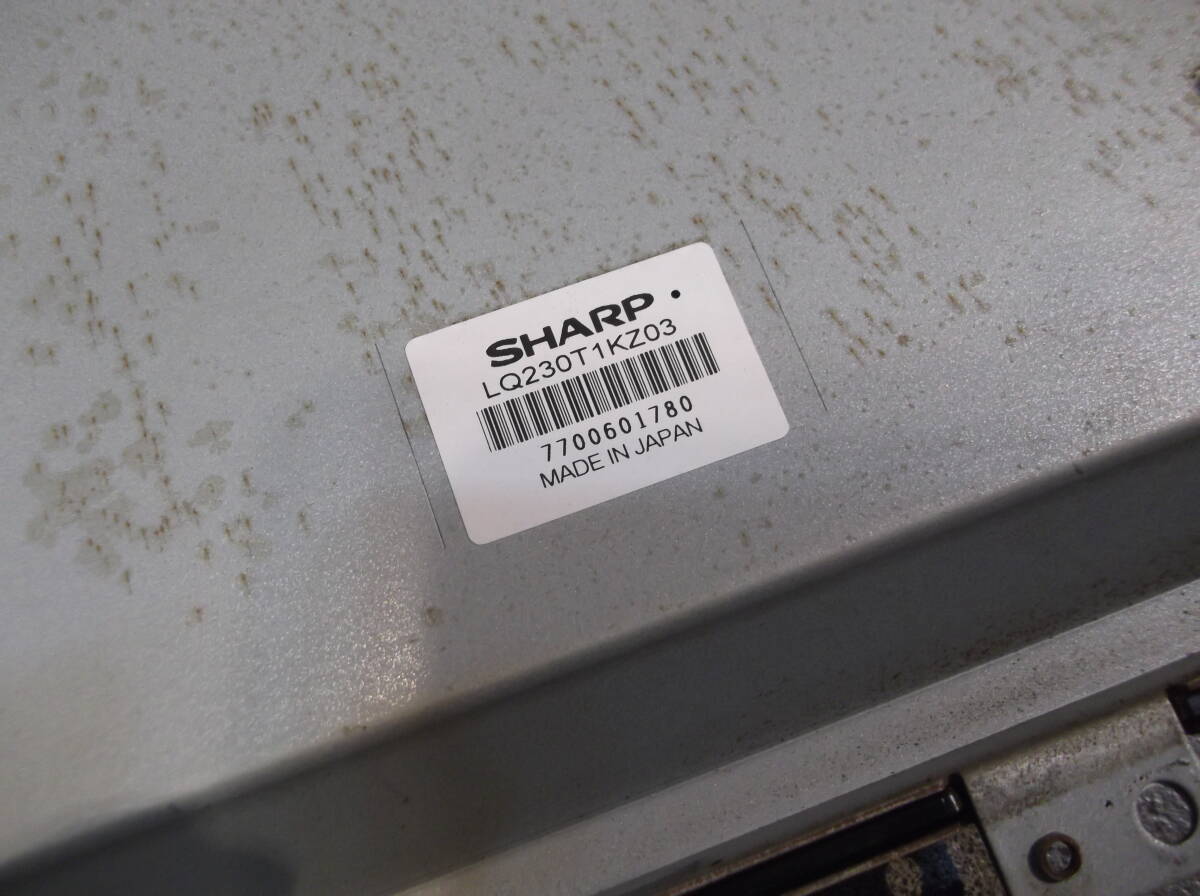 SHARP
LQ230T1KZ03
7700601780
MADE IN JAPAN